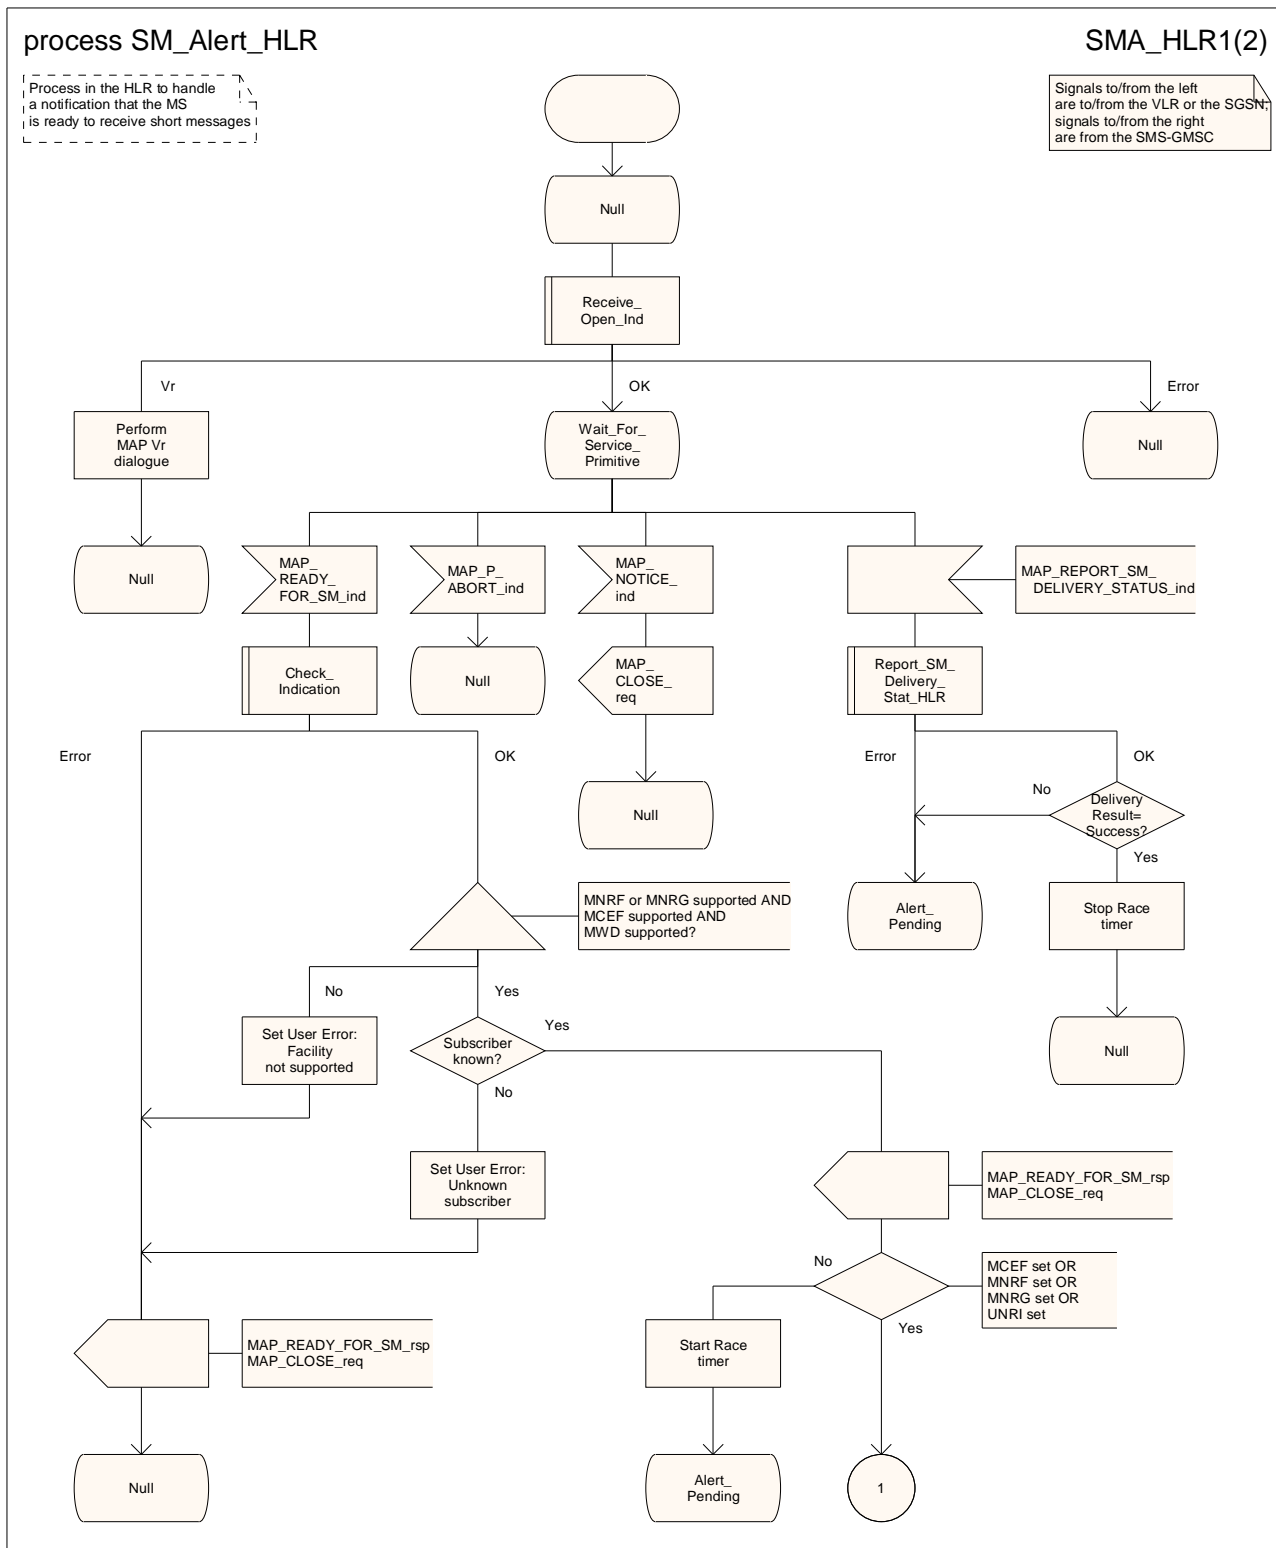 process SM_Alert_HLR
SMA_HLR1(2)
Process in the HLR to handle
a notification that the MS
is ready to receive short messages
Signals to/from the left
are to/from the VLR or the SGSN;
signals to/from the right
are from the SMS-GMSC
Null
Receive_
Open_Ind
Vr
OK
Error
Perform
MAP Vr
dialogue
Wait_For_
Service_
Primitive
Null
Null
MAP_
READY_
FOR_SM_ind
MAP_P_
ABORT_ind
MAP_
NOTICE_
ind
MAP_REPORT_SM_
DELIVERY_STATUS_ind
Check_
Indication
Null
MAP_
CLOSE_
req
Report_SM_
Delivery_
Stat_HLR
Error
OK
Error
OK
Null
No
Delivery
Result=
Success?
Yes
MNRF or MNRG supported AND
MCEF supported AND
MWD supported?
Alert_
Pending
Stop Race
timer
No
Yes
Set User Error:
Facility
not supported
Subscriber
known?
Yes
No
Null
Set User Error:
Unknown
subscriber
MAP_READY_FOR_SM_rsp
MAP_CLOSE_req
No
MCEF set OR
MNRF set OR
MNRG set OR
UNRI set
Yes
MAP_READY_FOR_SM_rsp
MAP_CLOSE_req
Start Race
timer
Null
Alert_
Pending
1